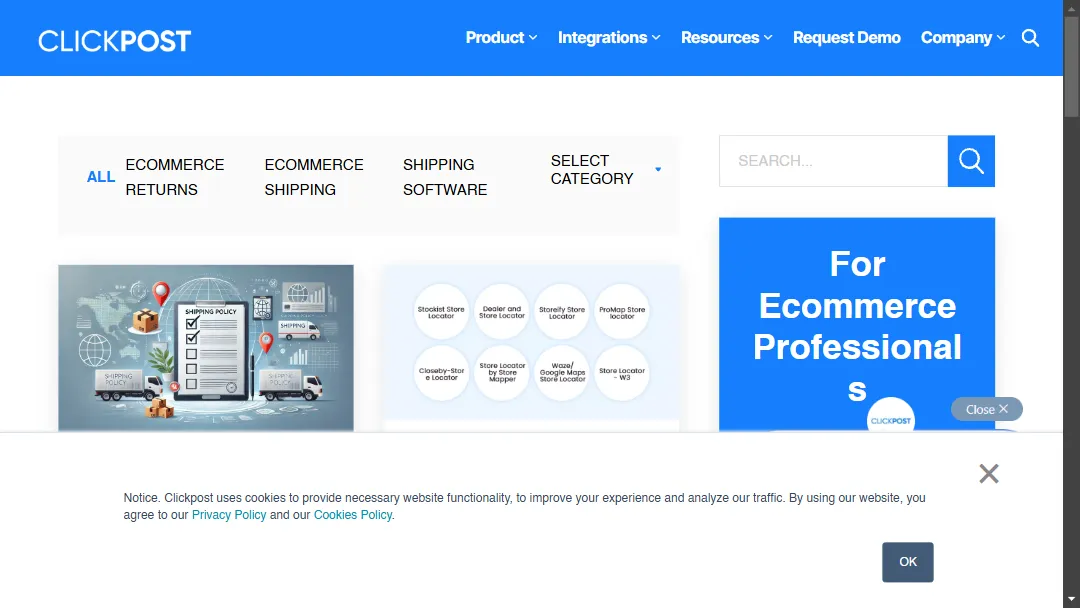 CLICKPOST
Product
Integrations
Resources
Request Demo
Company
ALL
ECOMMERCE
RETURNS
ECOMMERCE
SHIPPING
SHIPPING
SOFTWARE
SELECT
CATEGORY
SEARCH...
SHIPPING POLICY
SHIPPING
SHIPPING
POLICY
SHIPPING
POLICY
Stockist Store
Locator
Dealer and
Store Locator
Storeify Store
Locator
ProMap Store
locator
Closeby-Stor
e Locator
Store Locator
by Store
Mapper
Waze/
Google Maps
Store Locator
Store Locator
- W3
For
Ecommerce
Professional
s
CLICKPOST
Close ×
Notice. Clickpost uses cookies to provide necessary website functionality, to improve your experience and analyze our traffic. By using our website, you
agree to our Privacy Policy and our Cookies Policy.
OK